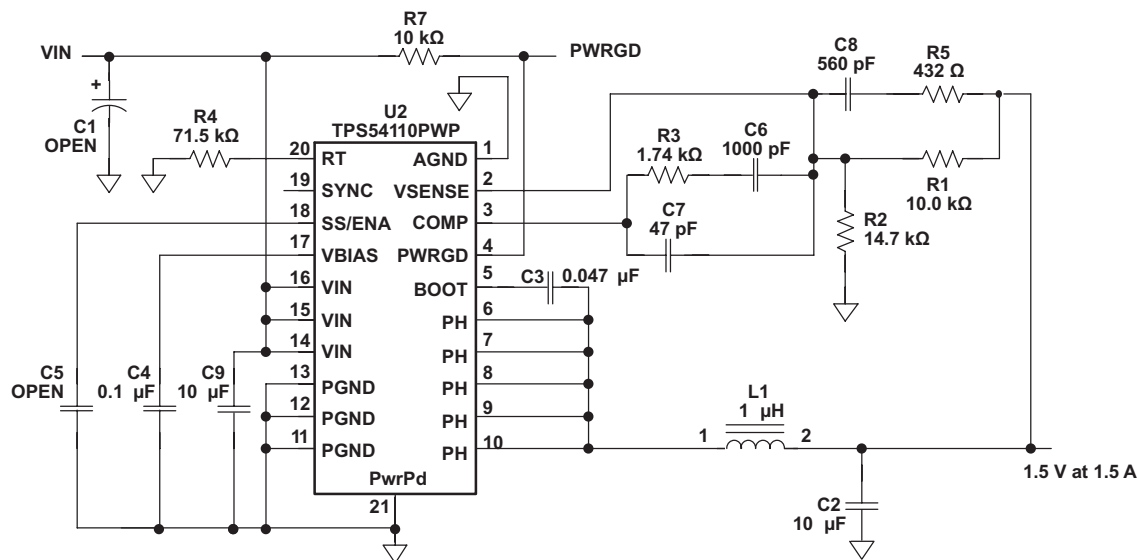 VIN
R7
10 kΩ
PWRGD
+
C1
OPEN
R4
71.5 kΩ
U2
TPS54110PWP
C8
560 pF
R5
432 Ω
R3
1.74 kΩ
C6
1000 pF
C7
47 pF
R1
10.0 kΩ
R2
14.7 kΩ
20 RT
19 SYNC
18 SS/ENA
17 VBIAS
16 VIN
15 VIN
14 VIN
13 PGND
12 PGND
11 PGND
AGND 1
VSENSE 2
COMP 3
PWRGD 4
BOOT 5
PH 6
PH 7
PH 8
PH 9
PH 10
PwrPd
21
C3 0.047 µF
C5
OPEN
C4
0.1 µF
C9
10 µF
L1
1 µH
1 2
1.5 V at 1.5 A
C2
10 µF